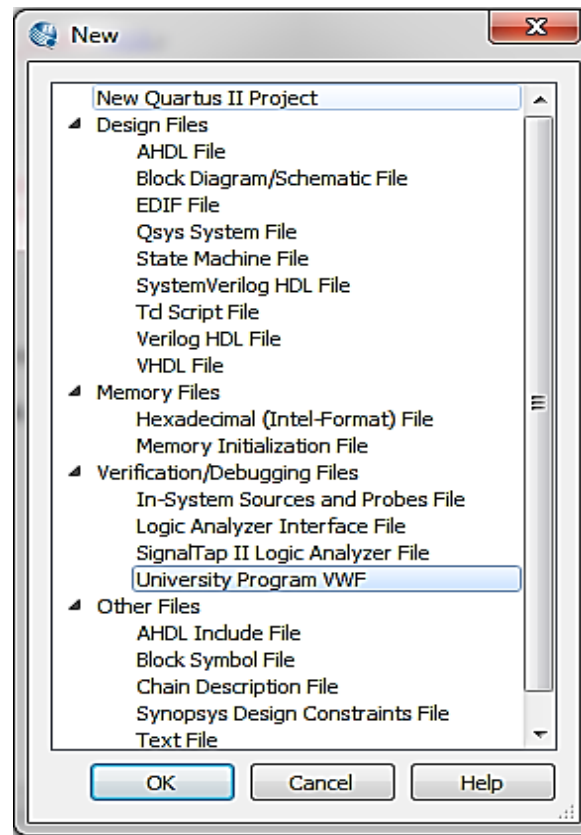 New
New Quartus II Project
Design Files
AHDL File
Block Diagram/Schematic File
EDIF File
Qsys System File
State Machine File
SystemVerilog HDL File
Tcl Script File
Verilog HDL File
VHDL File
Memory Files
Hexadecimal (Intel-Format) File
Memory Initialization File
Verification/Debugging Files
In-System Sources and Probes File
Logic Analyzer Interface File
SignalTap II Logic Analyzer File
University Program VWF
Other Files
AHDL Include File
Block Symbol File
Chain Description File
Synopsys Design Constraints File
Text File
OK Cancel Help